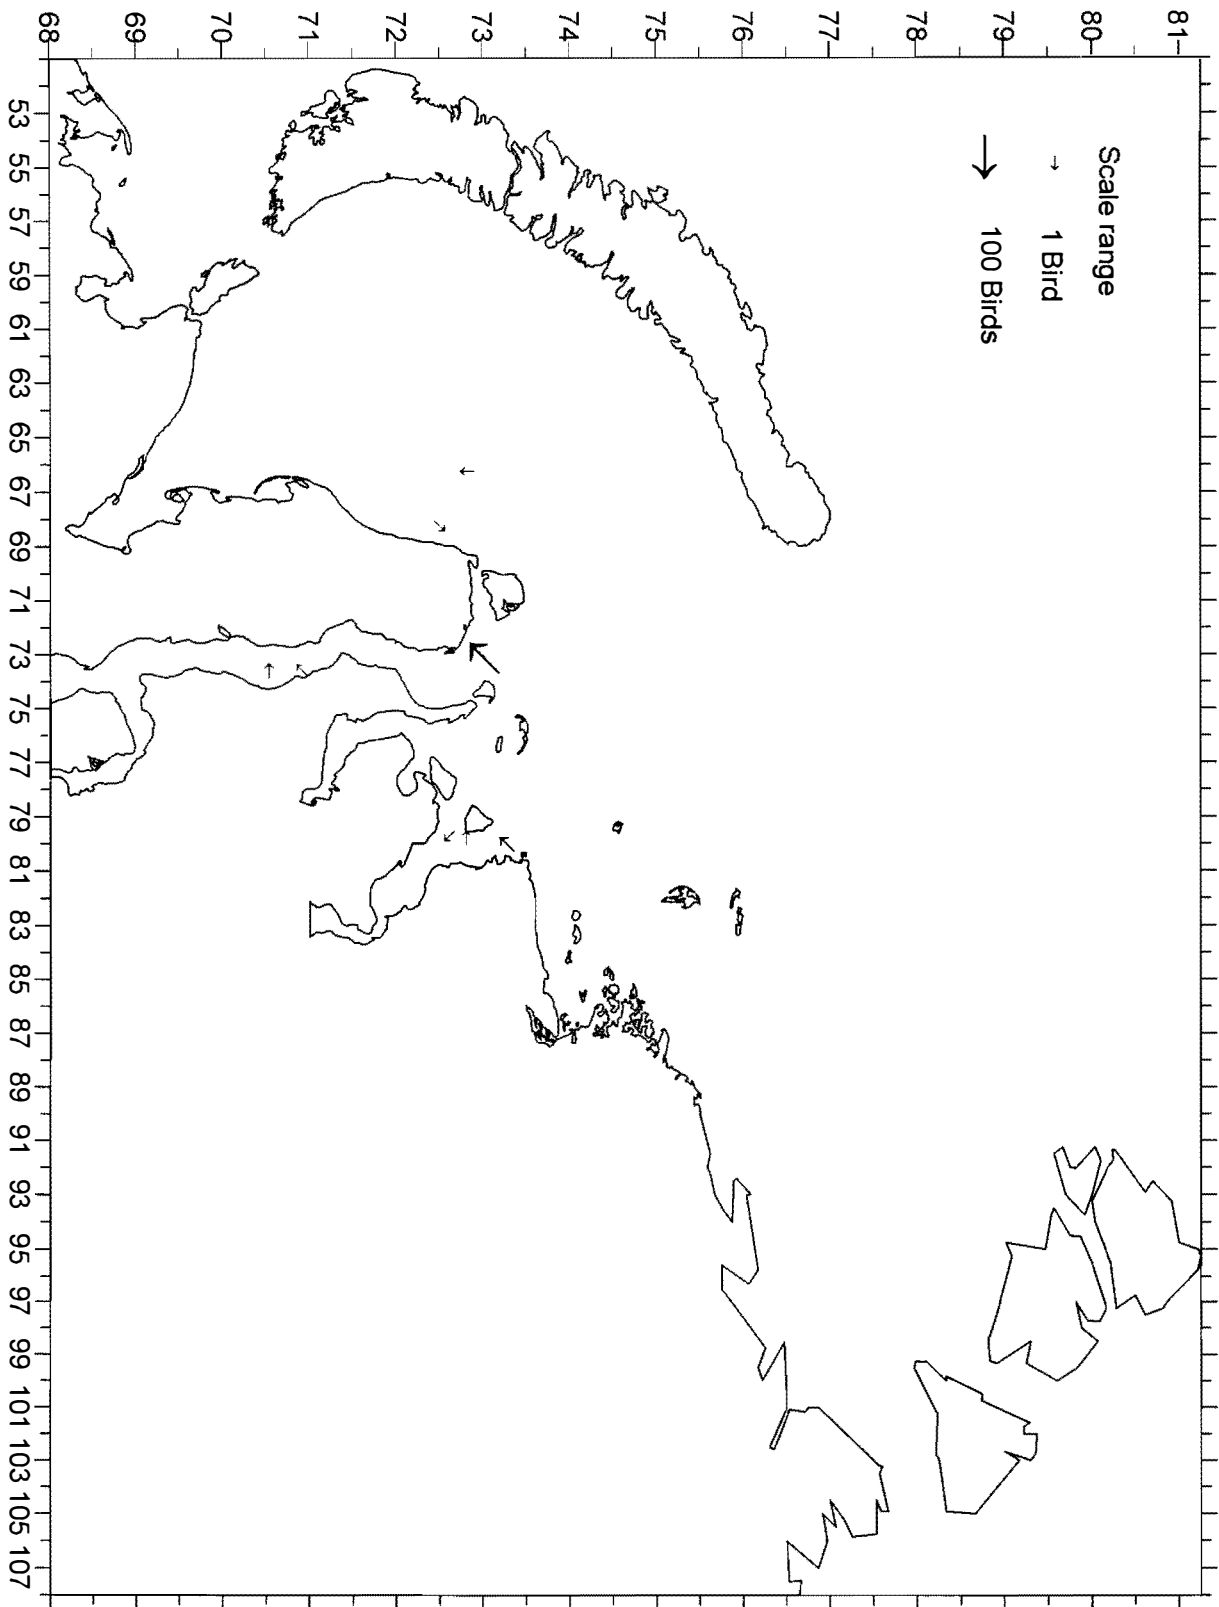 68 69 70 71 72 73 74 75 76 77 78 79 80 81
Scale range
1 Bird
100 Birds
53 55 57 59 61 63 65 67 69 71 73 75 77 79 81 83 85 87 89 91 93 95 97 99 101 103 105 107